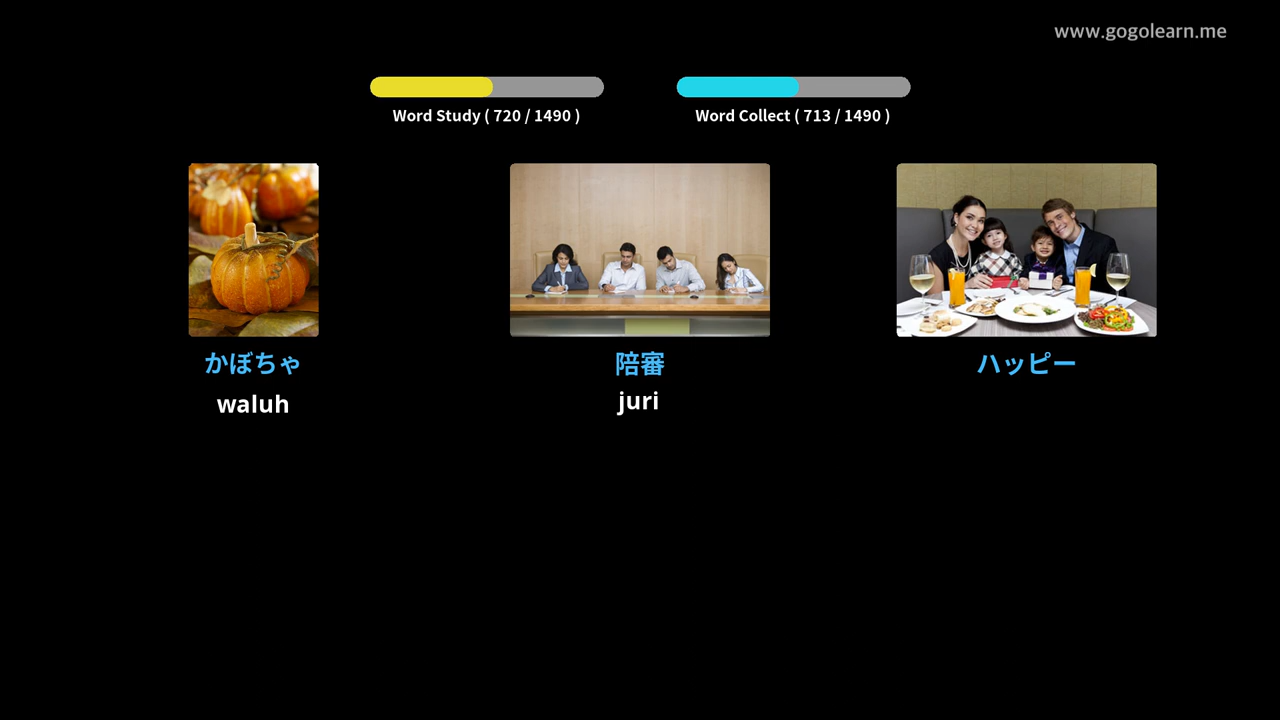 www.gogolearn.me
Word Study ( 720 / 1490 )
Word Collect ( 713 / 1490 )
かぼちゃ
waluh
陪審
juri
ハッピー